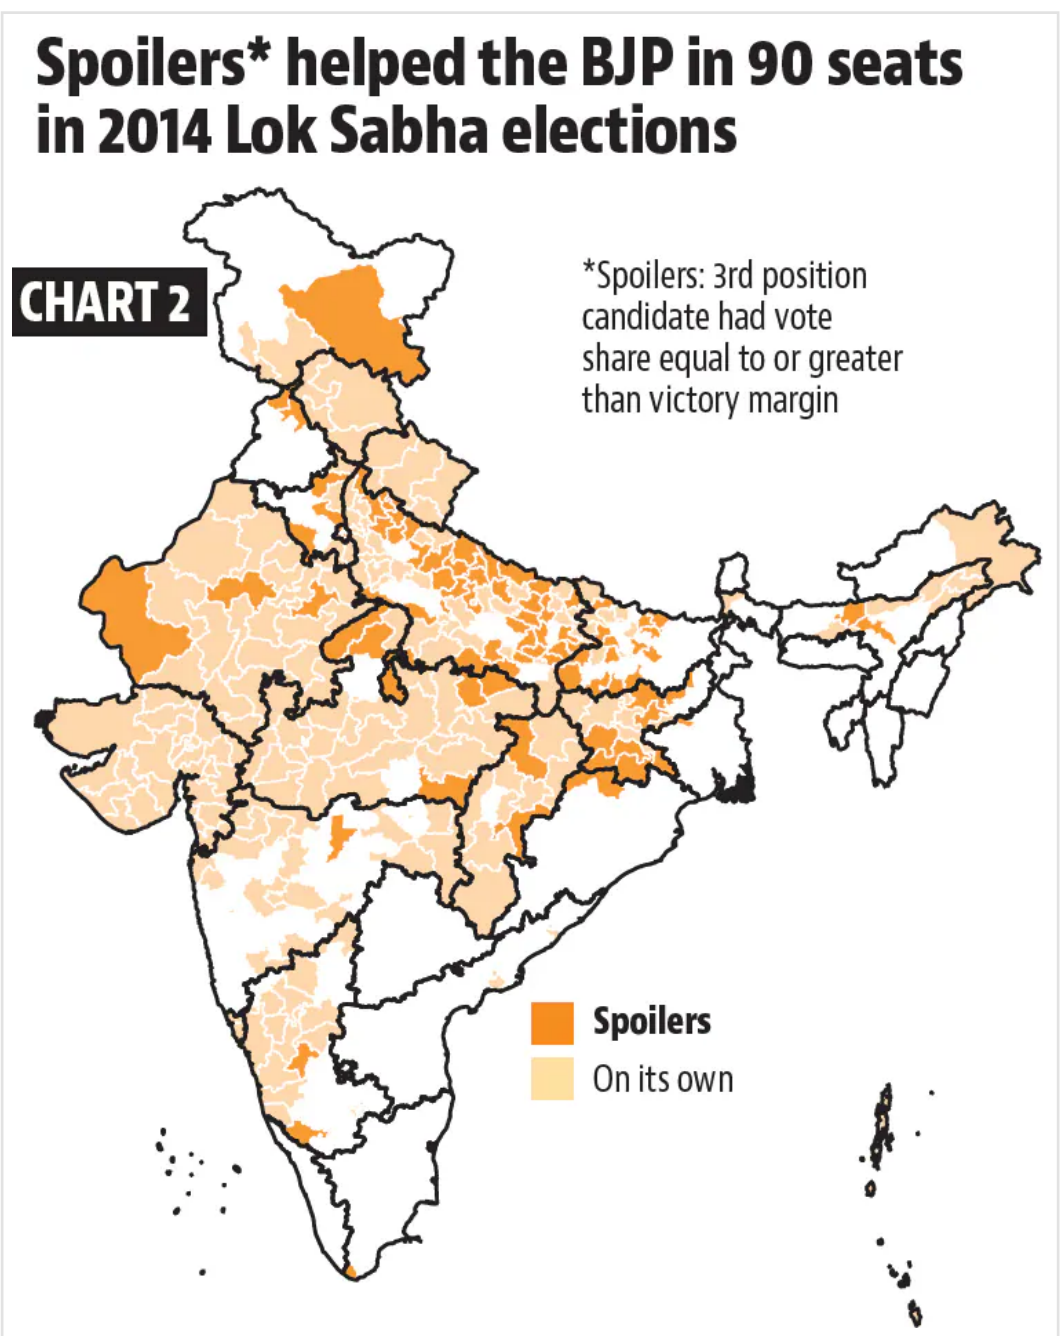 Spoilers* helped the BJP in 90 seats
in 2014 Lok Sabha elections
CHART 2
*Spoilers: 3rd position
candidate had vote
share equal to or greater
than victory margin
Spoilers
On its own